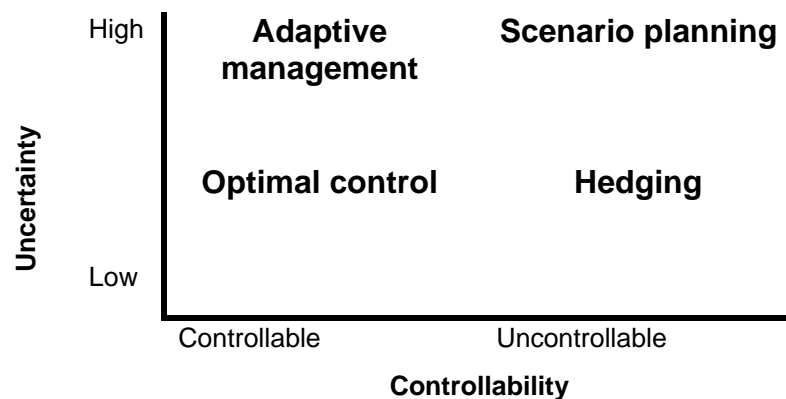 High
Adaptive
management
Scenario planning
Uncertainty
Optimal control
Hedging
Low
Controllable
Uncontrollable
Controllability